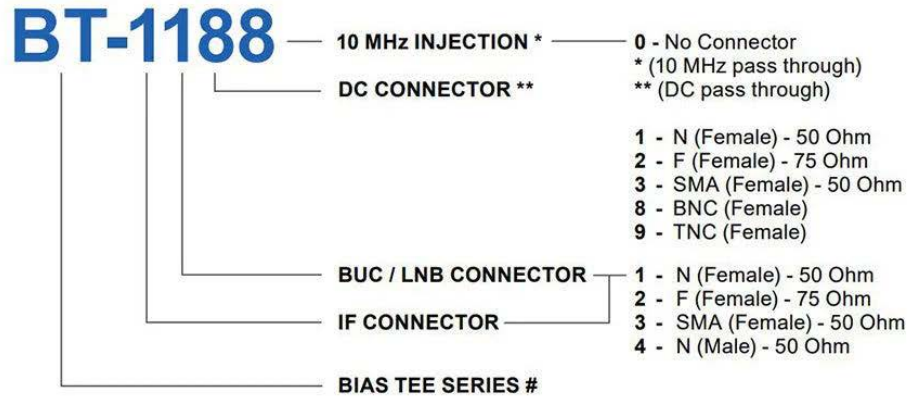 BT-1188
10 MHz INJECTION *
0 - No Connector
* (10 MHz pass through)
DC CONNECTOR **
** (DC pass through)
1 - N (Female) - 50 Ohm
2 - F (Female) - 75 Ohm
3 - SMA (Female) - 50 Ohm
8 - BNC (Female)
9 - TNC (Female)
BUC / LNB CONNECTOR
1 - N (Female) - 50 Ohm
2 - F (Female) - 75 Ohm
IF CONNECTOR
3 - SMA (Female) - 50 Ohm
4 - N (Male) - 50 Ohm
BIAS TEE SERIES #